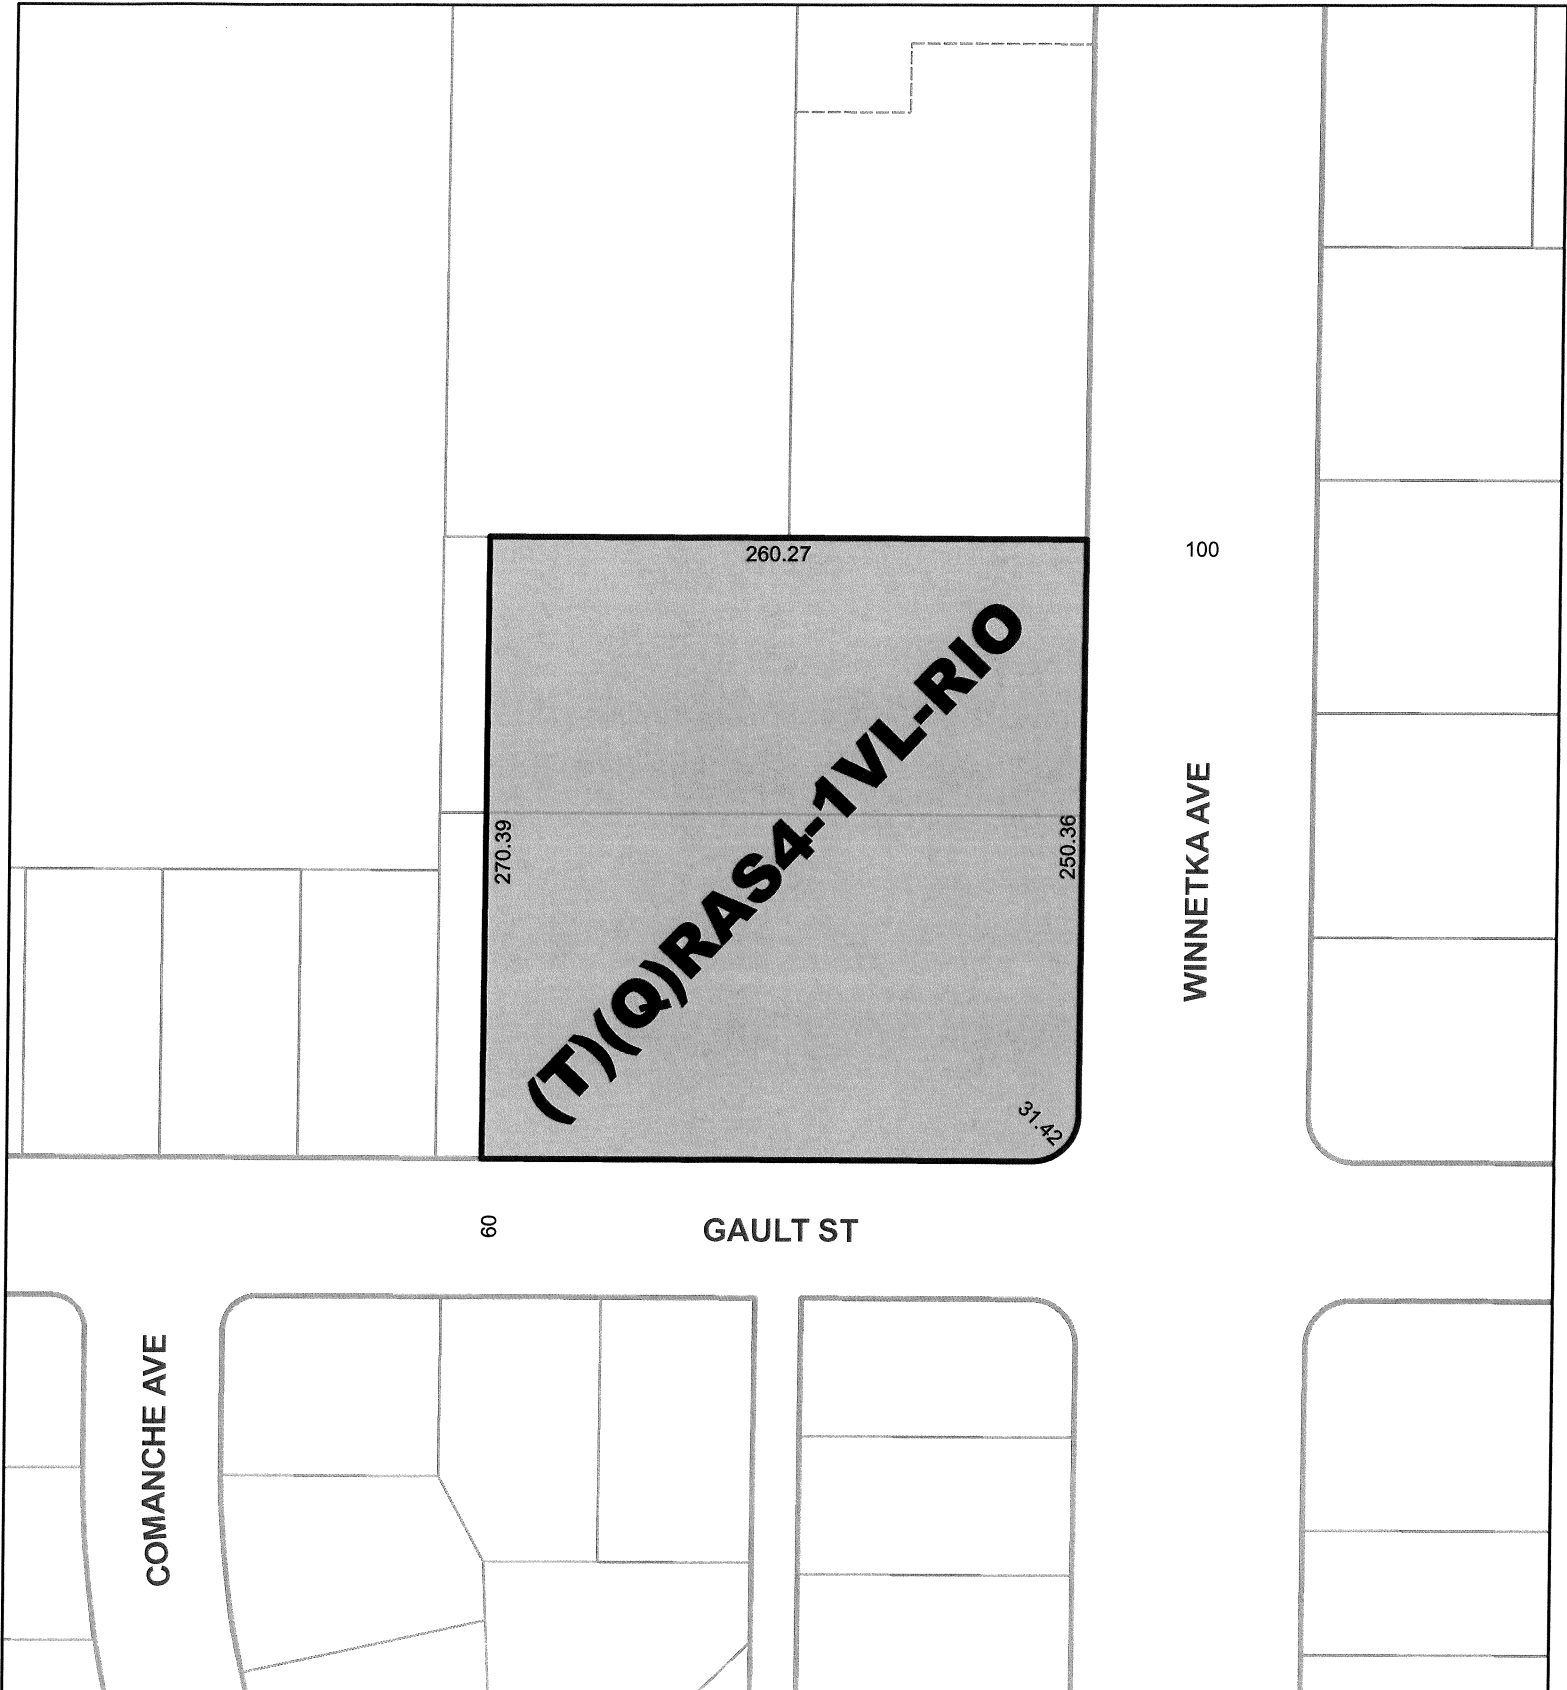 260.27
100
(T)(Q)RAS4-1VL-RIO
270.39
250.36
WINNETKA AVE
31.42
60
GAULT ST
COMANCHE AVE